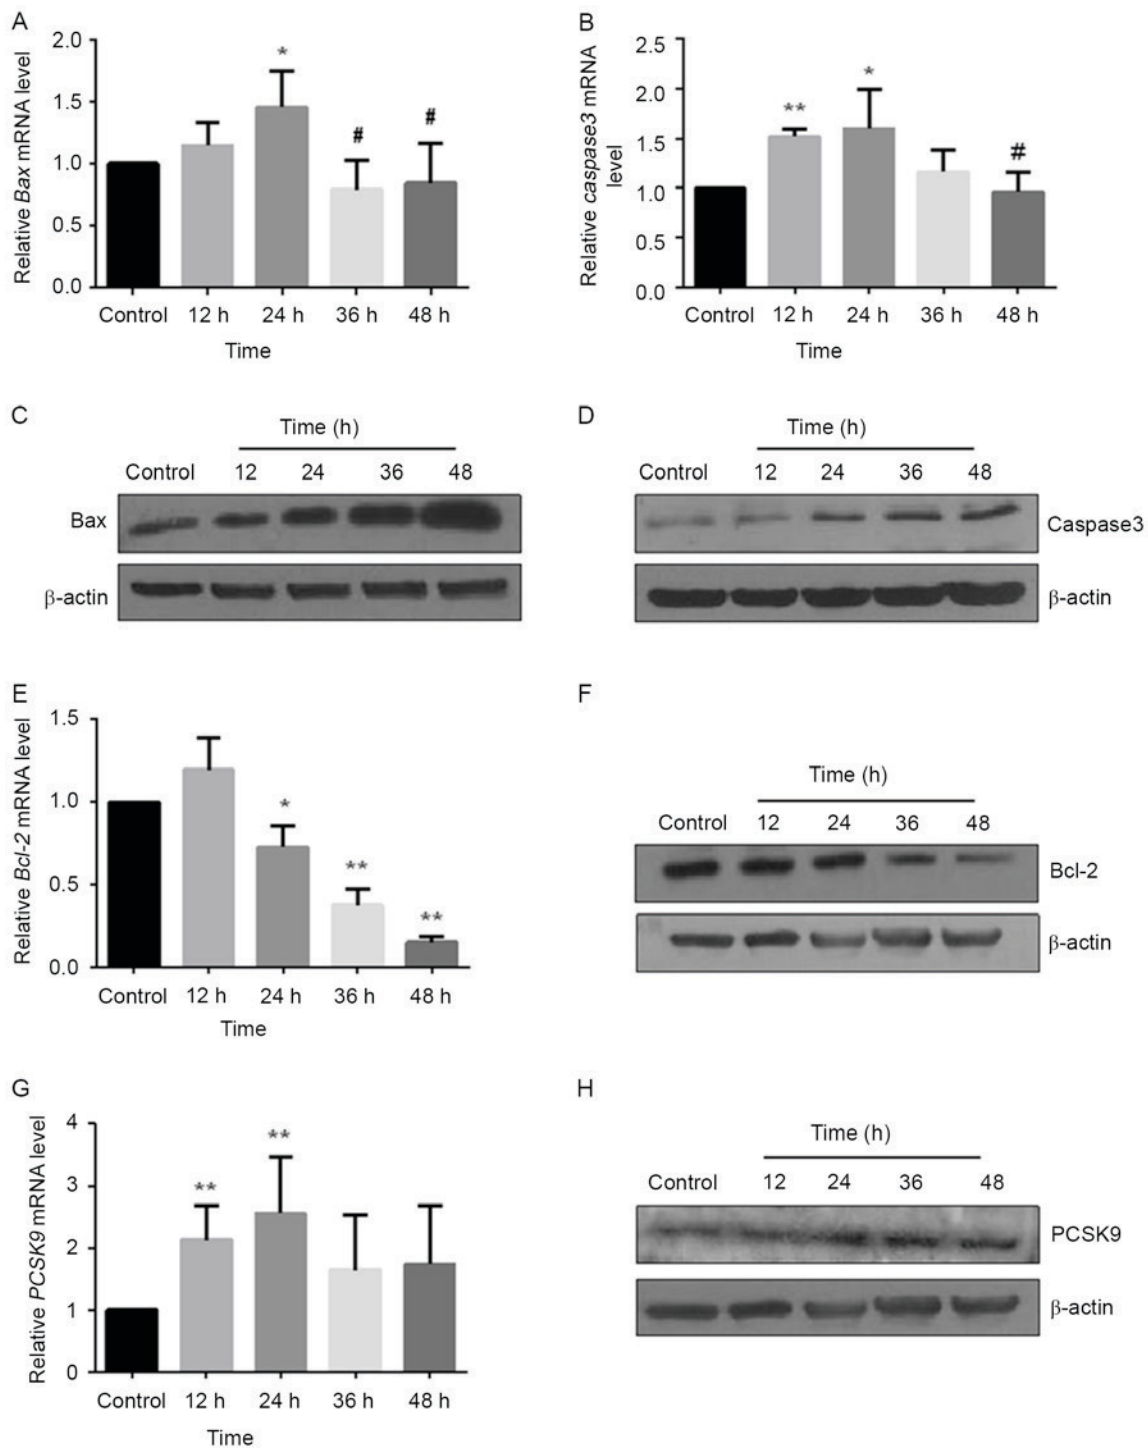 A
Relative Bax mRNA level
2.0
1.5
1.0
0.5
0.0
*
#
#
Control 12 h 24 h 36 h 48 h
Time
B
Relative caspase3 mRNA
level
2.5
2.0
1.5
1.0
0.5
0.0
**
*
#
Control 12 h 24 h 36 h 48 h
Time
C
Time (h)
Control 12 24 36 48
Bax
β-actin
D
Time (h)
Control 12 24 36 48
Caspase3
β-actin
E
Relative Bcl-2 mRNA level
1.5
1.0
0.5
0.0
*
**
**
Control 12 h 24 h 36 h 48 h
Time
F
Time (h)
Control 12 24 36 48
Bcl-2
β-actin
G
Relative PCSK9 mRNA level
4
3
2
1
0
**
**
Control 12 h 24 h 36 h 48 h
Time
H
Time (h)
Control 12 24 36 48
PCSK9
β-actin